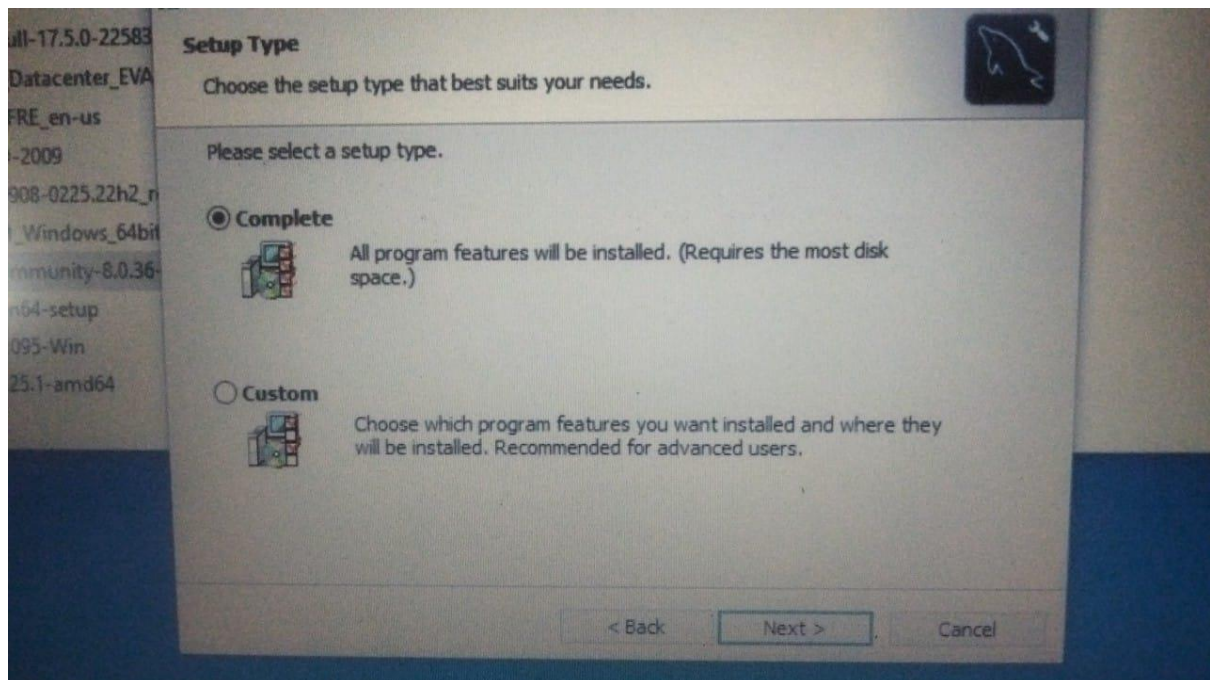 ull-17.5.0-22583
Datacenter_EVA
FRE_en-us
-2009
908-0225.22h2_r
_Windows_64bit
mmunity-8.0.36-
n64-setup
095-Win
25.1-amd64
Setup Type
Choose the setup type that best suits your needs.
Please select a setup type.
Complete
All program features will be installed. (Requires the most disk
space.)
Custom
Choose which program features you want installed and where they
will be installed. Recommended for advanced users.
< Back
Next >
Cancel